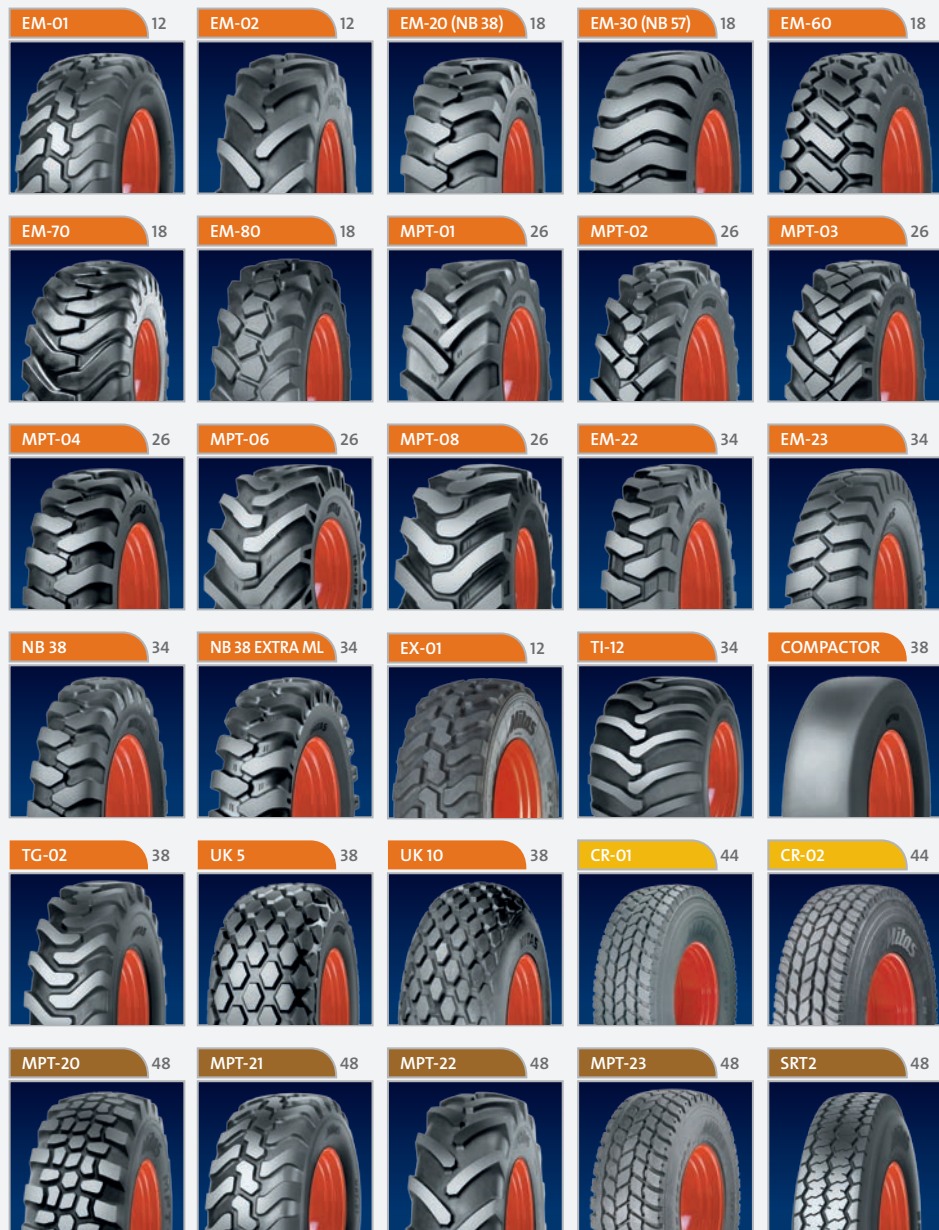 EM-01 12 EM-02 12 EM-20 (NB 38) 18 EM-30 (NB 57) 18 EM-60 18
EM-70 18 EM-80 18 MPT-01 26 MPT-02 26 MPT-03 26
MPT-04 26 MPT-06 26 MPT-08 26 EM-22 34 EM-23 34
NB 38 34 NB 38 EXTRA ML 34 EX-01 12 TI-12 34 COMPACTOR 38
Mitas
TG-02 38 UK 5 38 UK 10 38 CR-01 44 CR-02 44
Mitas
MPT-20 48 MPT-21 48 MPT-22 48 MPT-23 48 SRT2 48